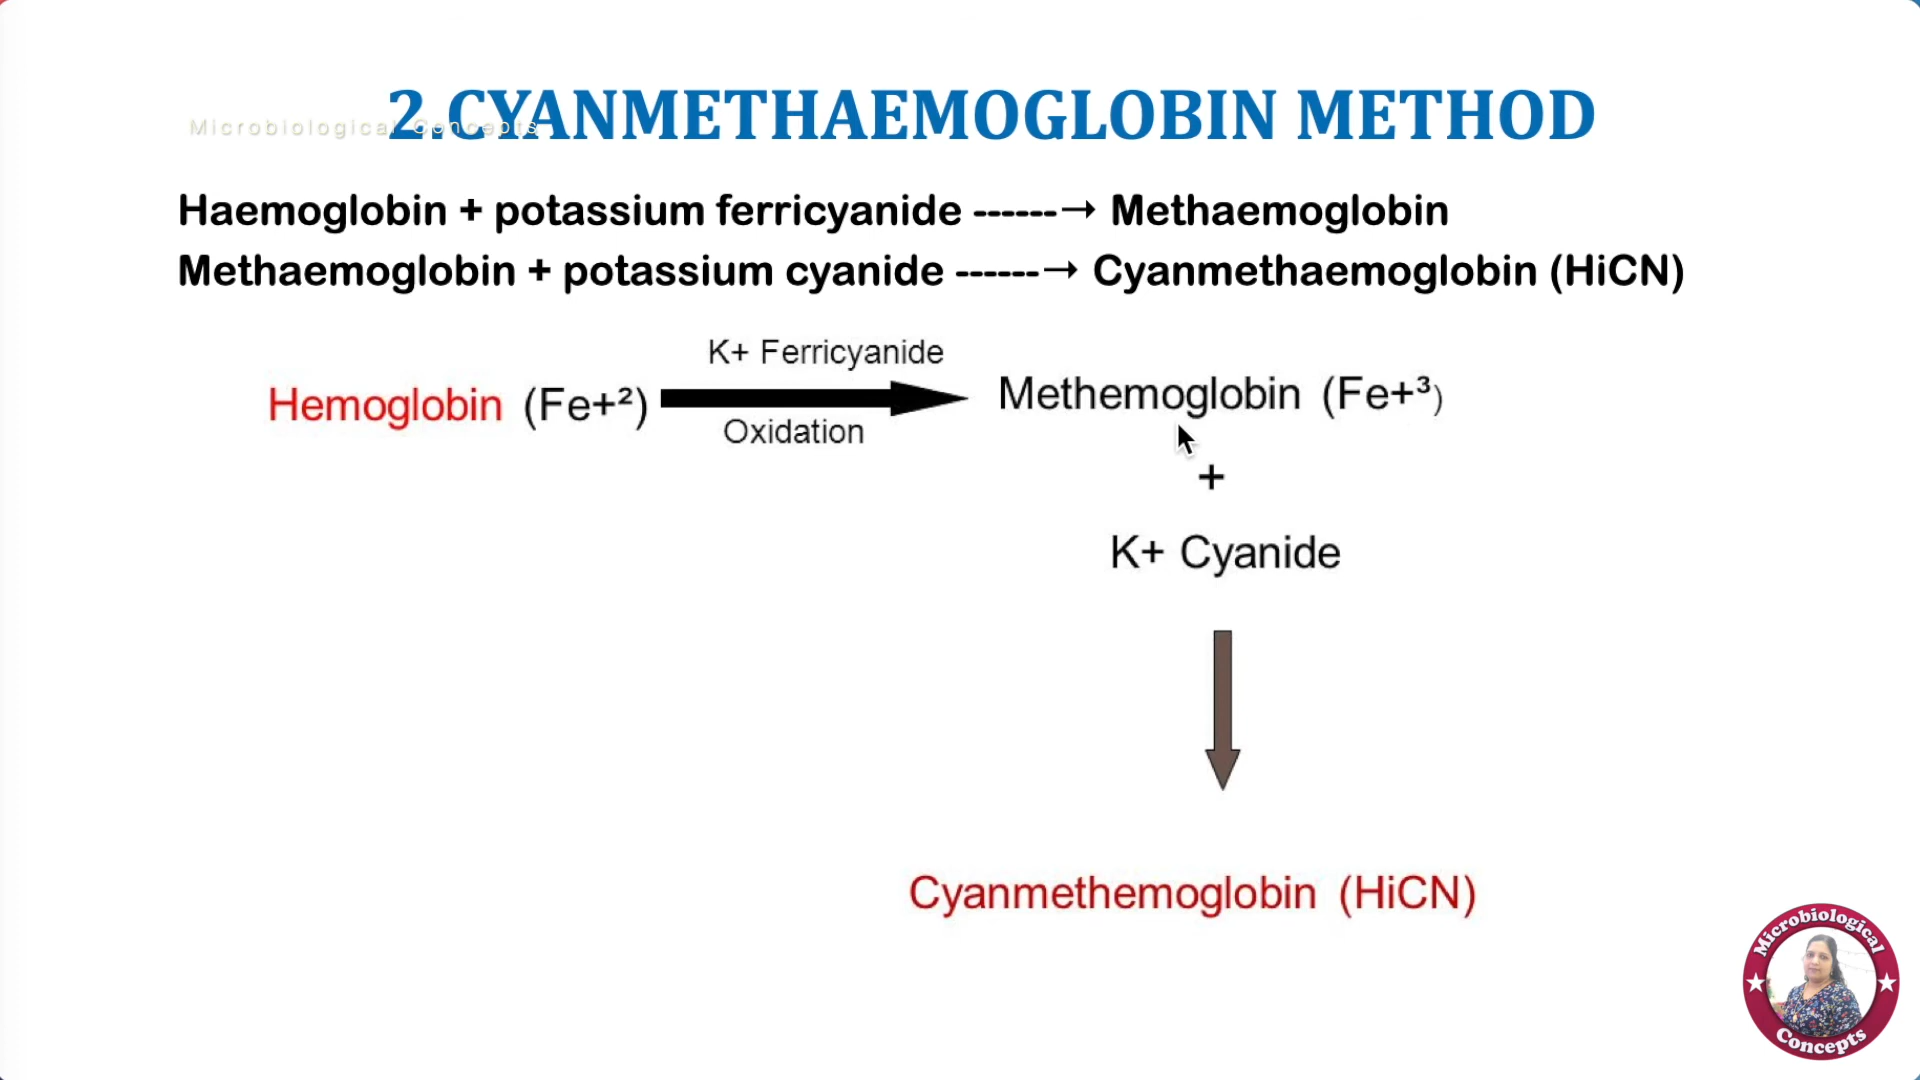 2.CYANMETHAEMOGLOBIN METHOD
Microbiological Concepts
Haemoglobin + potassium ferricyanide ------→ Methaemoglobin
Methaemoglobin + potassium cyanide ------→ Cyanmethaemoglobin (HiCN)
K+ Ferricyanide
Hemoglobin (Fe+²)
Methemoglobin (Fe+³)
Oxidation
+
K+ Cyanide
Cyanmethemoglobin (HiCN)
Microbiological
Concepts